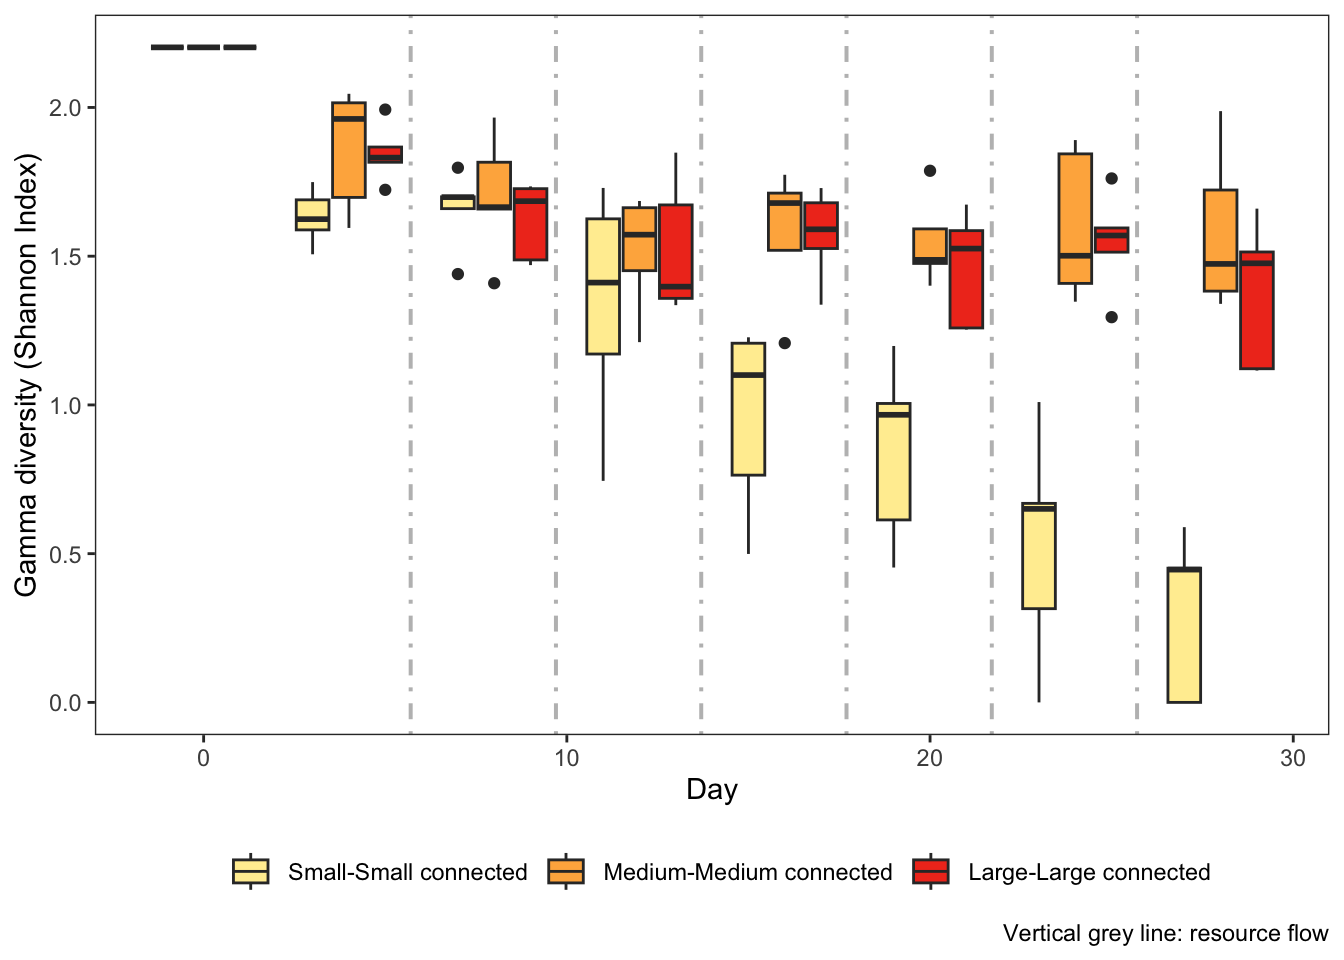 Gamma diversity (Shannon Index)
2.0
1.5
1.0
0.5
0.0
0 10 20 30
Day
Small-Small connected Medium-Medium connected Large-Large connected
Vertical grey line: resource flow